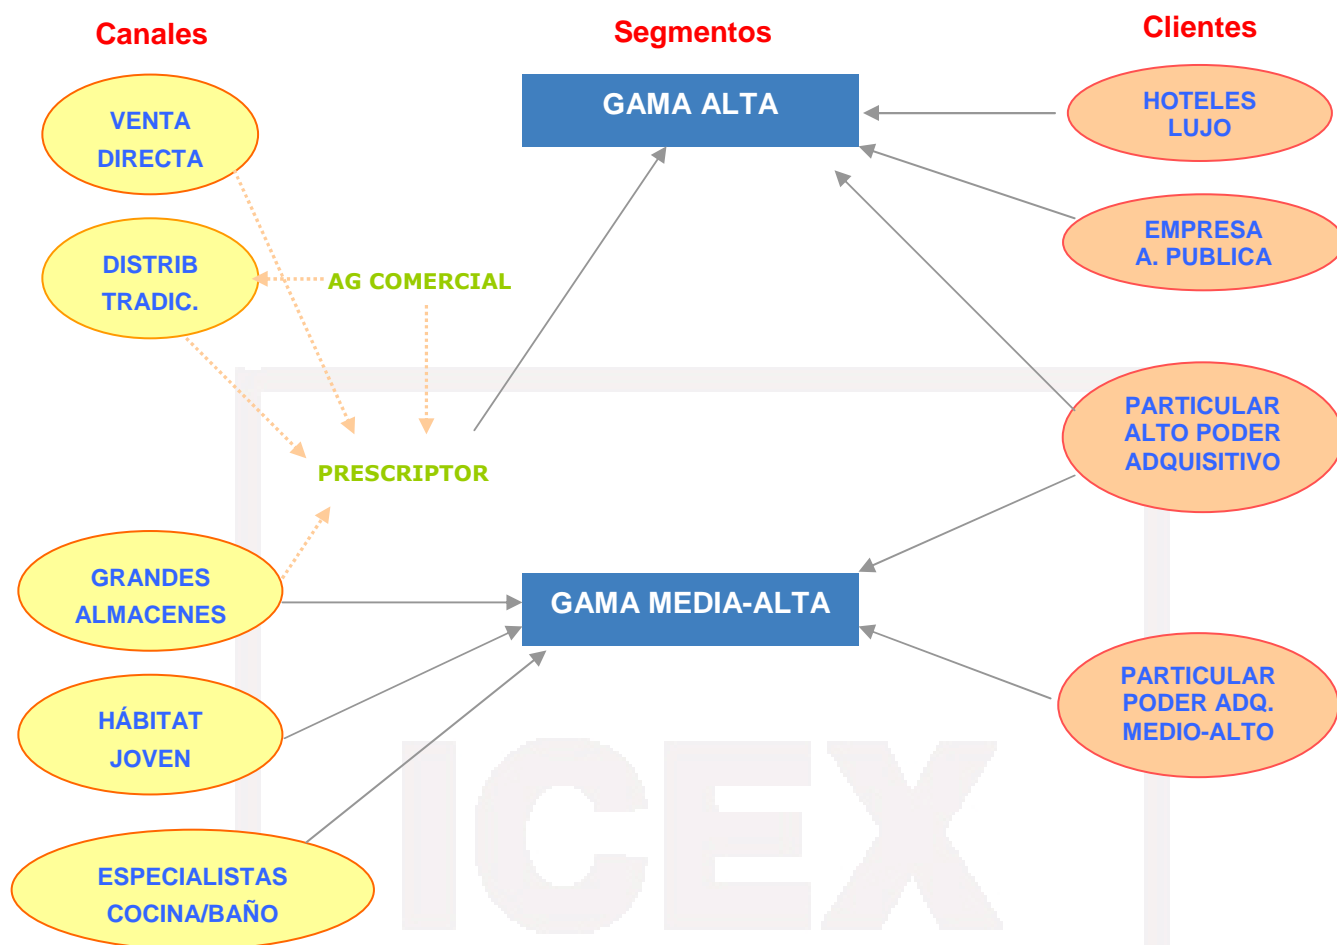 Canales
Segmentos
Clientes
VENTA
DIRECTA
GAMA ALTA
HOTELES
LUJO
DISTRIB
TRADIC.
AG COMERCIAL
EMPRESA
A. PUBLICA
PRESCRIPTOR
PARTICULAR
ALTO PODER
ADQUISITIVO
GRANDES
ALMACENES
GAMA MEDIA-ALTA
HÁBITAT
JOVEN
PARTICULAR
PODER ADQ.
MEDIO-ALTO
ESPECIALISTAS
COCINA/BAÑO
ICEX